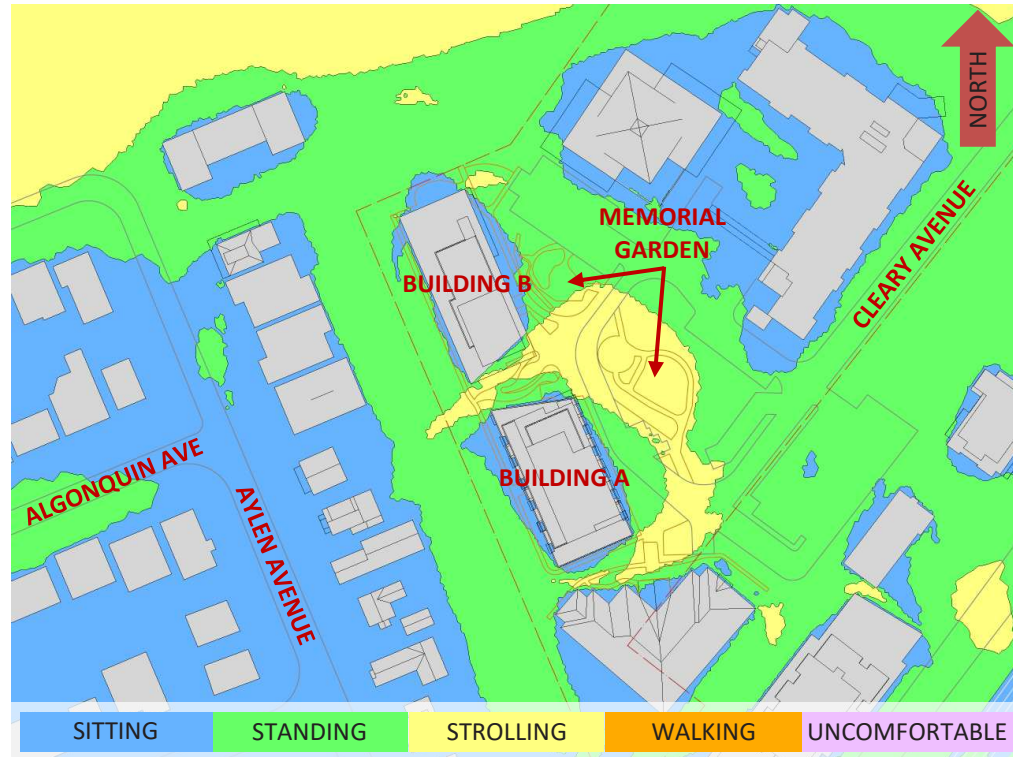 NORTH
MEMORIAL
GARDEN
CLEARY AVENUE
BUILDING B
BUILDING A
ALGONQUIN AVE
AYLEN AVENUE
SITTING
STANDING
STROLLING
WALKING
UNCOMFORTABLE